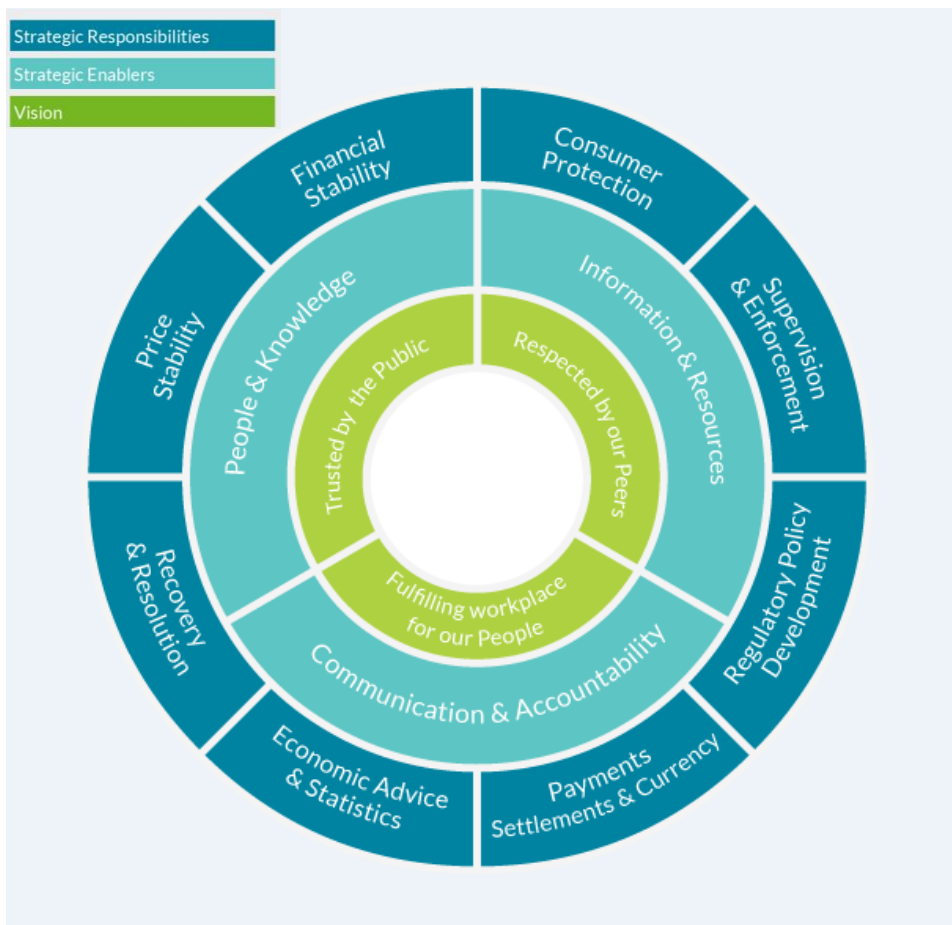 Strategic Responsibilities
Strategic Enablers
Vision
Financial
Stability
Consumer
Protection
Supervision
& Enforcement
Regulatory Policy
Development
Payments
Settlements & Currency
Economic Advice
& Statistics
Recovery
& Resolution
Price
Stability
People & Knowledge
Information & Resources
Communication & Accountability
Trusted by the Public
Respected by our Peers
Fulfilling workplace
for our People